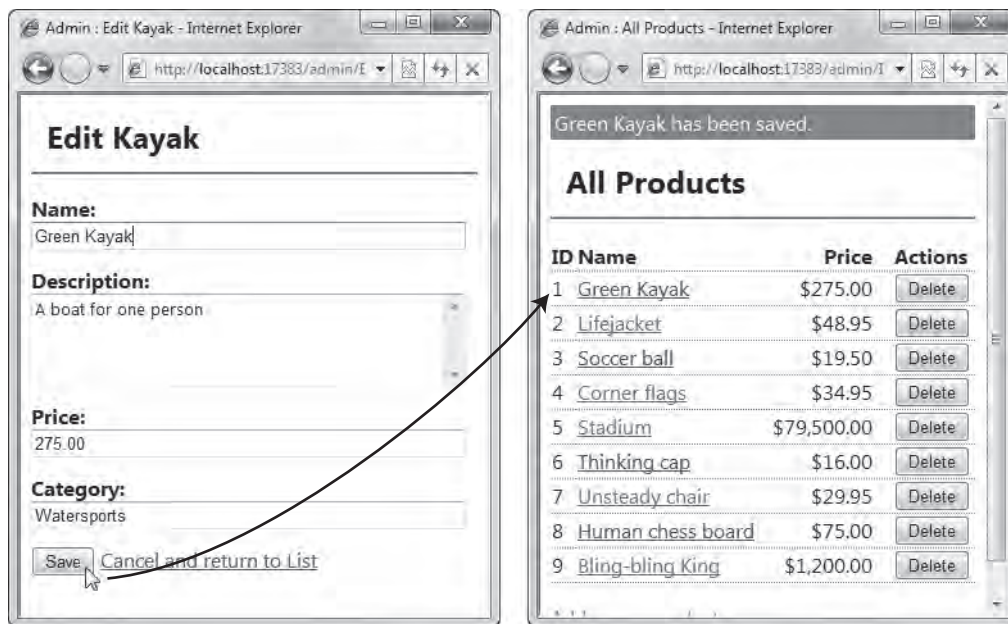 Admin : Edit Kayak - Internet Explorer
http://localhost:17383/admin/E
Edit Kayak
Name:
Green Kayak
Description:
A boat for one person
Price:
275.00
Category:
Watersports
Save Cancel and return to List
Admin : All Products - Internet Explorer
http://localhost:17383/admin/I
Green Kayak has been saved.
All Products
ID Name Price Actions
1 Green Kayak $275.00 Delete
2 Lifejacket $48.95 Delete
3 Soccer ball $19.50 Delete
4 Corner flags $34.95 Delete
5 Stadium $79,500.00 Delete
6 Thinking cap $16.00 Delete
7 Unsteady chair $29.95 Delete
8 Human chess board $75.00 Delete
9 Bling-bling King $1,200.00 Delete